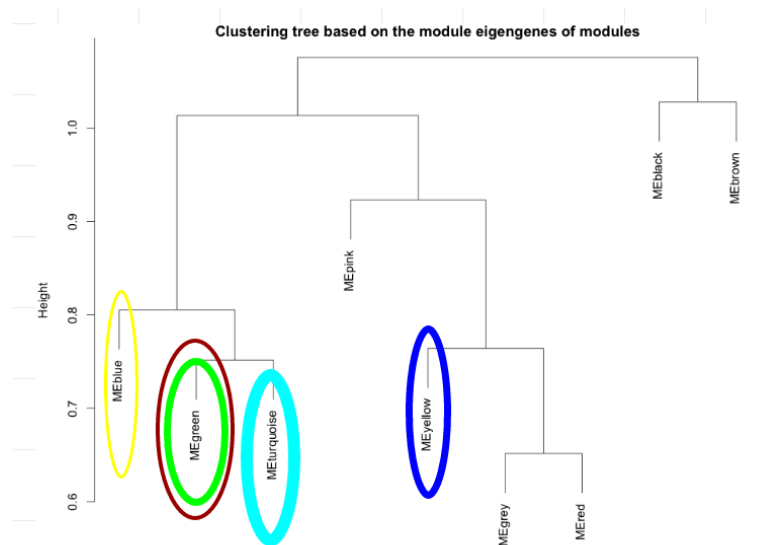 Clustering tree based on the module eigengenes of modules
Height
1.0
0.9
0.8
0.7
0.6
MEblue
MEgreen
MEturquoise
MEpink
MEyellow
MEgrey
MEred
MEblack
MEbrown